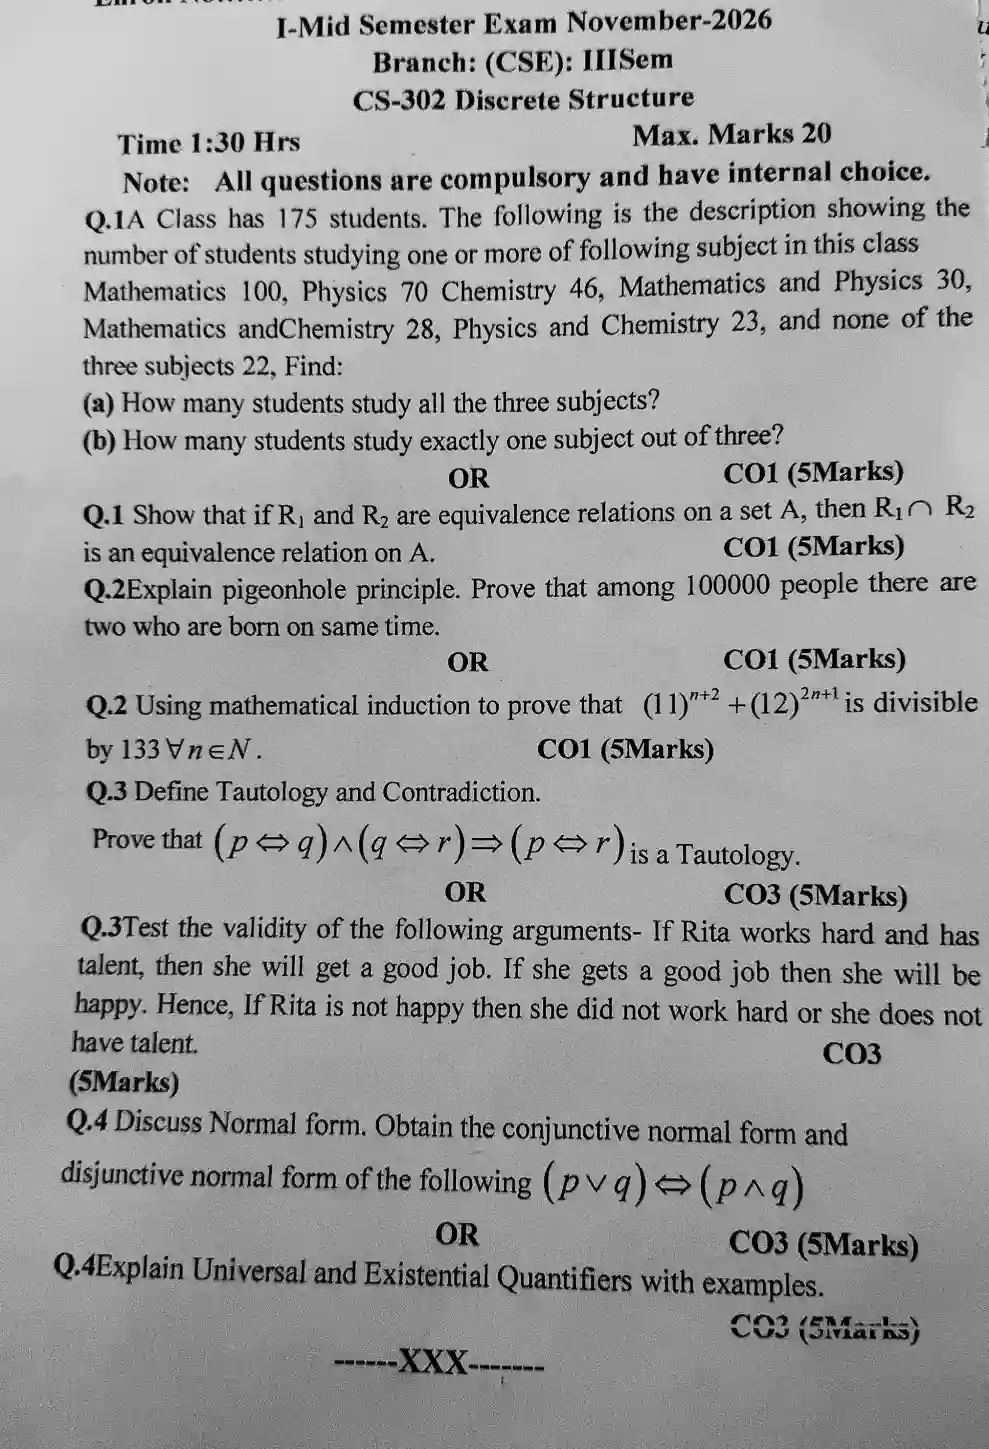 I-Mid Semester Exam November-2026
Branch: (CSE): IIISem
CS-302 Discrete Structure
Time 1:30 Hrs Max. Marks 20
Note: All questions are compulsory and have internal choice.
Q.1A Class has 175 students. The following is the description showing the
number of students studying one or more of following subject in this class
Mathematics 100, Physics 70 Chemistry 46, Mathematics and Physics 30,
Mathematics andChemistry 28, Physics and Chemistry 23, and none of the
three subjects 22, Find:
(a) How many students study all the three subjects?
(b) How many students study exactly one subject out of three?
OR CO1 (5Marks)
Q.1 Show that if R₁ and R₂ are equivalence relations on a set A, then R₁∩ R₂
is an equivalence relation on A. CO1 (5Marks)
Q.2Explain pigeonhole principle. Prove that among 100000 people there are
two who are born on same time.
OR CO1 (5Marks)
Q.2 Using mathematical induction to prove that (11)ⁿ⁺² +(12)²ⁿ⁺¹ is divisible
by 133 ∀n∈N. CO1 (5Marks)
Q.3 Define Tautology and Contradiction.
Prove that (p⇔q)∧(q⇔r)⇒(p⇔r) is a Tautology.
OR CO3 (5Marks)
Q.3Test the validity of the following arguments- If Rita works hard and has
talent, then she will get a good job. If she gets a good job then she will be
happy. Hence, If Rita is not happy then she did not work hard or she does not
have talent. CO3
(5Marks)
Q.4 Discuss Normal form. Obtain the conjunctive normal form and
disjunctive normal form of the following (p∨q)⇔(p∧q)
OR CO3 (5Marks)
Q.4Explain Universal and Existential Quantifiers with examples.
CO3 (5Marks)
------XXX-------